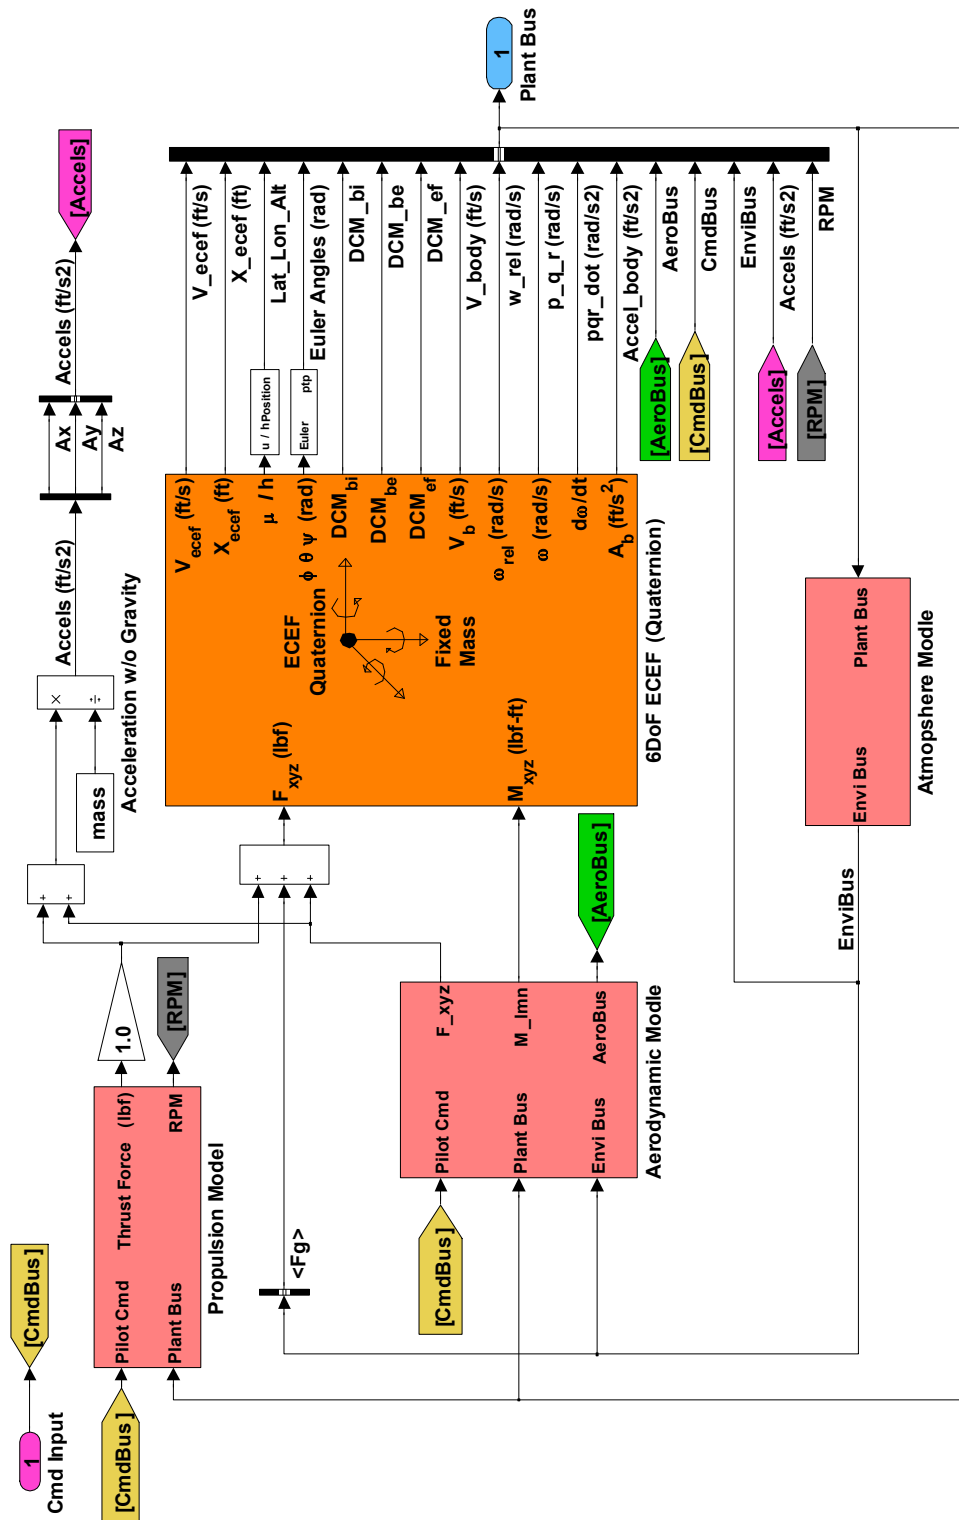 1
Cmd Input
[CmdBus]
[CmdBus]
Pilot Cmd
Thrust Force (lbf)
Plant Bus
RPM
Propulsion Model
1.0
[RPM]
<Fg>
[CmdBus]
Pilot Cmd
F_xyz
Plant Bus
M_lmn
Envi Bus
AeroBus
Aerodynamic Modle
[AeroBus]
+
+
mass
×
÷
Acceleration w/o Gravity
Accels (ft/s2)
Ax
Ay
Az
Accels (ft/s2)
[Accels]
+
+
+
F_xyz (lbf)
M_xyz (lbf-ft)
ECEF
Quaternion
Fixed
Mass
V_ecef (ft/s)
X_ecef (ft)
μ / h
ϕ θ ψ (rad)
DCM_bi
DCM_be
DCM_ef
V_b (ft/s)
ω_rel (rad/s)
ω (rad/s)
dω/dt
A_b (ft/s²)
6DoF ECEF (Quaternion)
u / hPosition
Euler ptp
V_ecef (ft/s)
X_ecef (ft)
Lat_Lon_Alt
Euler Angles (rad)
DCM_bi
DCM_be
DCM_ef
V_body (ft/s)
w_rel (rad/s)
p_q_r (rad/s)
pqr_dot (rad/s2)
Accel_body (ft/s2)
[AeroBus]
AeroBus
[CmdBus]
CmdBus
EnviBus
[Accels]
Accels (ft/s2)
[RPM]
RPM
1
Plant Bus
EnviBus
Envi Bus
Plant Bus
Atmopshere Modle